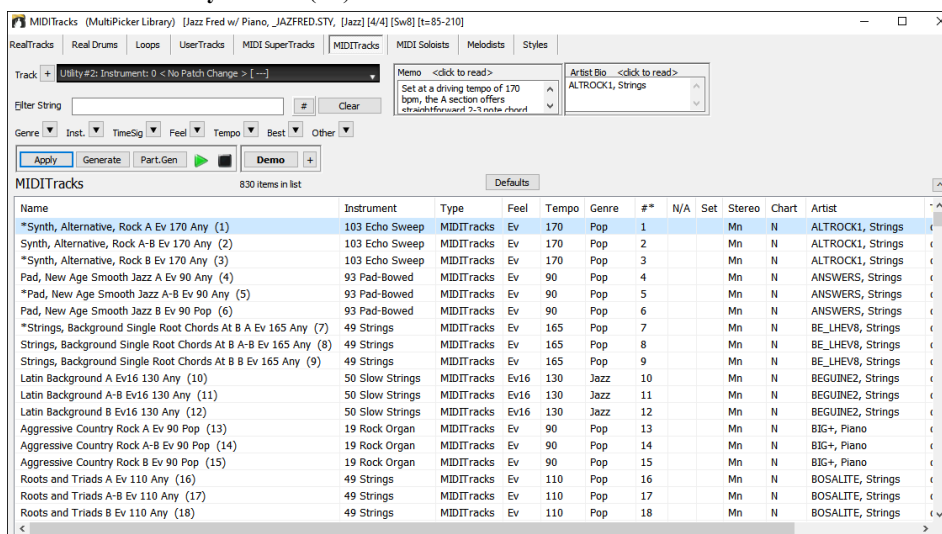 MIDITracks (MultiPicker Library) [Jazz Fred w/ Piano, _JAZFRED.STY, [Jazz] [4/4] [Sw8] [t=85-210]
RealTracks Real Drums Loops UserTracks MIDI SuperTracks MIDITracks MIDI Soloists Melodists Styles
Track + Utility#2: Instrument: 0 < No Patch Change > [ ---]
Memo <click to read> Artist Bio <click to read>
Set at a driving tempo of 170 ALTROCK1, Strings
bpm, the A section offers
straightforward 2-3 note chord
Filter String # Clear
Genre Inst. TimeSig Feel Tempo Best Other
Apply Generate Part.Gen Demo +
MIDITracks 830 items in list Defaults
Name Instrument Type Feel Tempo Genre #* N/A Set Stereo Chart Artist
*Synth, Alternative, Rock A Ev 170 Any (1) 103 Echo Sweep MIDITracks Ev 170 Pop 1 Mn N ALTROCK1, Strings
Synth, Alternative, Rock A-B Ev 170 Any (2) 103 Echo Sweep MIDITracks Ev 170 Pop 2 Mn N ALTROCK1, Strings
*Synth, Alternative, Rock B Ev 170 Any (3) 103 Echo Sweep MIDITracks Ev 170 Pop 3 Mn N ALTROCK1, Strings
Pad, New Age Smooth Jazz A Ev 90 Any (4) 93 Pad-Bowed MIDITracks Ev 90 Pop 4 Mn N ANSWERS, Strings
*Pad, New Age Smooth Jazz A-B Ev 90 Any (5) 93 Pad-Bowed MIDITracks Ev 90 Pop 5 Mn N ANSWERS, Strings
Pad, New Age Smooth Jazz B Ev 90 Pop (6) 93 Pad-Bowed MIDITracks Ev 90 Pop 6 Mn N ANSWERS, Strings
*Strings, Background Single Root Chords At B A Ev 165 Any (7) 49 Strings MIDITracks Ev 165 Pop 7 Mn N BE_LHEV8, Strings
Strings, Background Single Root Chords At B A-B Ev 165 Any (8) 49 Strings MIDITracks Ev 165 Pop 8 Mn N BE_LHEV8, Strings
Strings, Background Single Root Chords At B B Ev 165 Any (9) 49 Strings MIDITracks Ev 165 Pop 9 Mn N BE_LHEV8, Strings
Latin Background A Ev16 130 Any (10) 50 Slow Strings MIDITracks Ev16 130 Jazz 10 Mn N BEGUINE2, Strings
Latin Background A-B Ev16 130 Any (11) 50 Slow Strings MIDITracks Ev16 130 Jazz 11 Mn N BEGUINE2, Strings
Latin Background B Ev16 130 Any (12) 50 Slow Strings MIDITracks Ev16 130 Jazz 12 Mn N BEGUINE2, Strings
Aggressive Country Rock A Ev 90 Pop (13) 19 Rock Organ MIDITracks Ev 90 Pop 13 Mn N BIG+, Piano
Aggressive Country Rock A-B Ev 90 Pop (14) 19 Rock Organ MIDITracks Ev 90 Pop 14 Mn N BIG+, Piano
Aggressive Country Rock B Ev 90 Pop (15) 19 Rock Organ MIDITracks Ev 90 Pop 15 Mn N BIG+, Piano
Roots and Triads A Ev 110 Any (16) 49 Strings MIDITracks Ev 110 Pop 16 Mn N BOSALITE, Strings
Roots and Triads A-B Ev 110 Any (17) 49 Strings MIDITracks Ev 110 Pop 17 Mn N BOSALITE, Strings
Roots and Triads B Ev 110 Any (18) 49 Strings MIDITracks Ev 110 Pop 18 Mn N BOSALITE, Strings